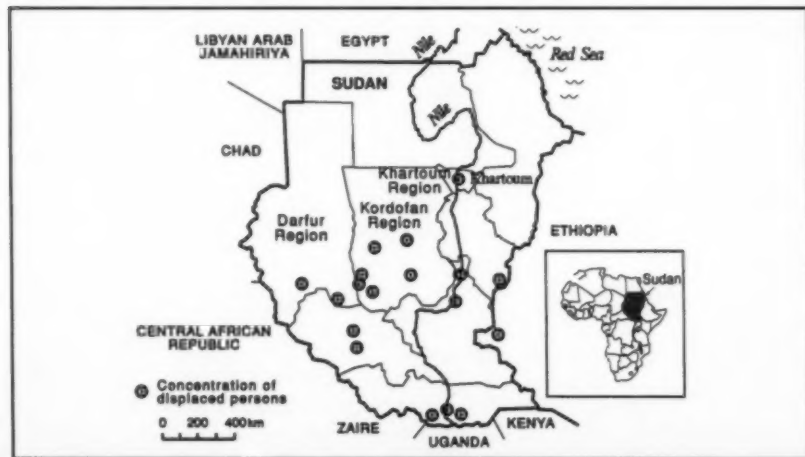 LIBYAN ARAB
JAMAHIRIYA
EGYPT
Nile
Red Sea
SUDAN
Nile
CHAD
Khartoum
Region
Khartoum
Kordofan
Region
Darfur
Region
ETHIOPIA
Sudan
CENTRAL AFRICAN
REPUBLIC
Concentration of
displaced persons
0 200 400km
ZAIRE
UGANDA
KENYA